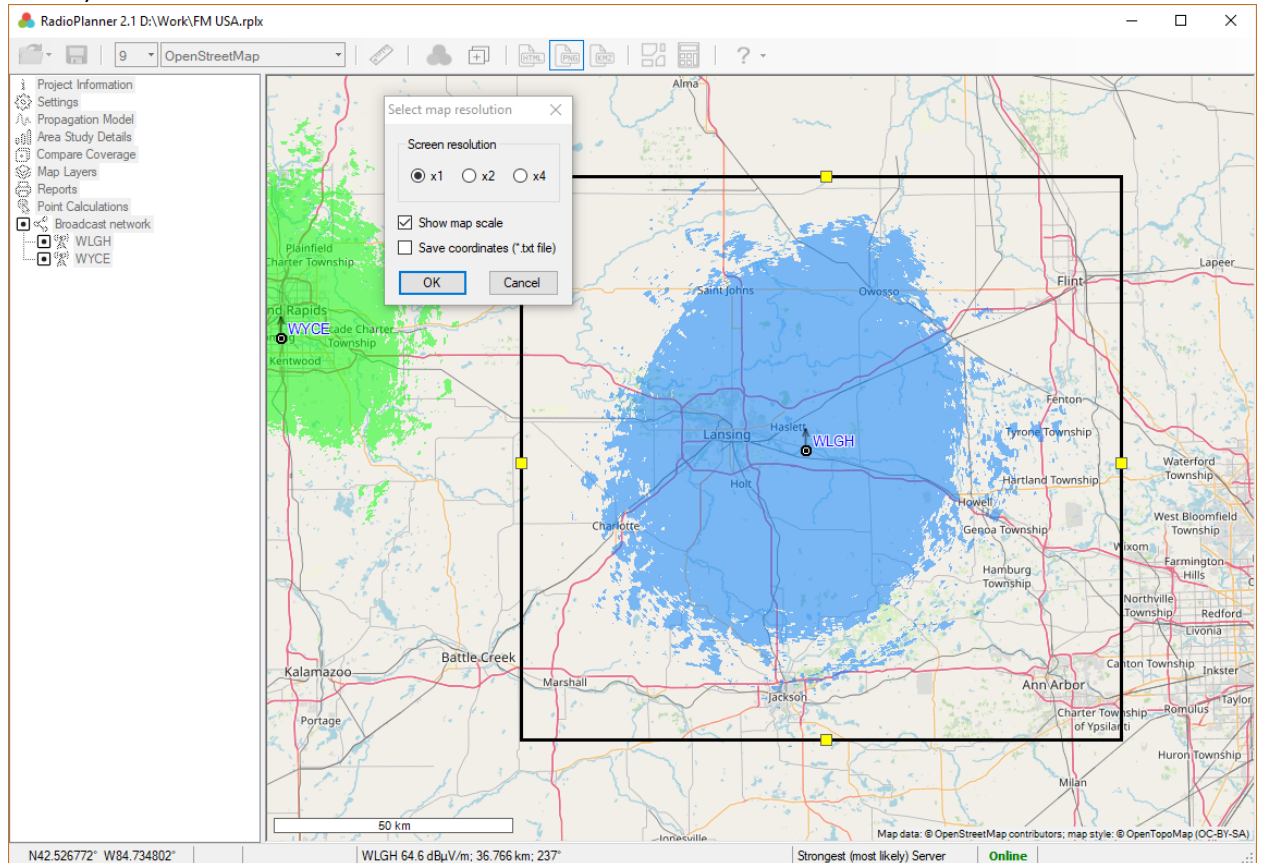 RadioPlanner 2.1 D:\Work\FM USA.rplx
9 OpenStreetMap HTML PNG KMZ ?
Project Information
Settings
Propagation Model
Area Study Details
Compare Coverage
Map Layers
Reports
Point Calculations
Broadcast network
WLGH
WYCE
Select map resolution
Screen resolution
x1 x2 x4
Show map scale
Save coordinates (*.txt file)
OK Cancel
Alma
Plainfield
Charter Township
Lapeer
Flint
Saint Johns
Owosso
nd Rapids
WYCE
cade Charter
Township
Kentwood
Fenton
Haslett
Lansing
WLGH
Tyrone Township
Waterford
Township
Holt
Hartland Township
Howell
Charlotte
Genoa Township
West Bloomfield
Township
Wixom
Farmington
Hills
Hamburg
Township
Northville
Township
Redford
Livonia
Battle Creek
Kalamazoo
Marshall
Canton Township
Inkster
Ann Arbor
Jackson
Taylor
Romulus
Charter Township
of Ypsilanti
Portage
Huron Township
Milan
50 km
Jonesville
Map data: © OpenStreetMap contributors; map style: © OpenTopoMap (OC-BY-SA)
N42.526772° W84.734802° WLGH 64.6 dBµV/m; 36.766 km; 237° Strongest (most likely) Server Online